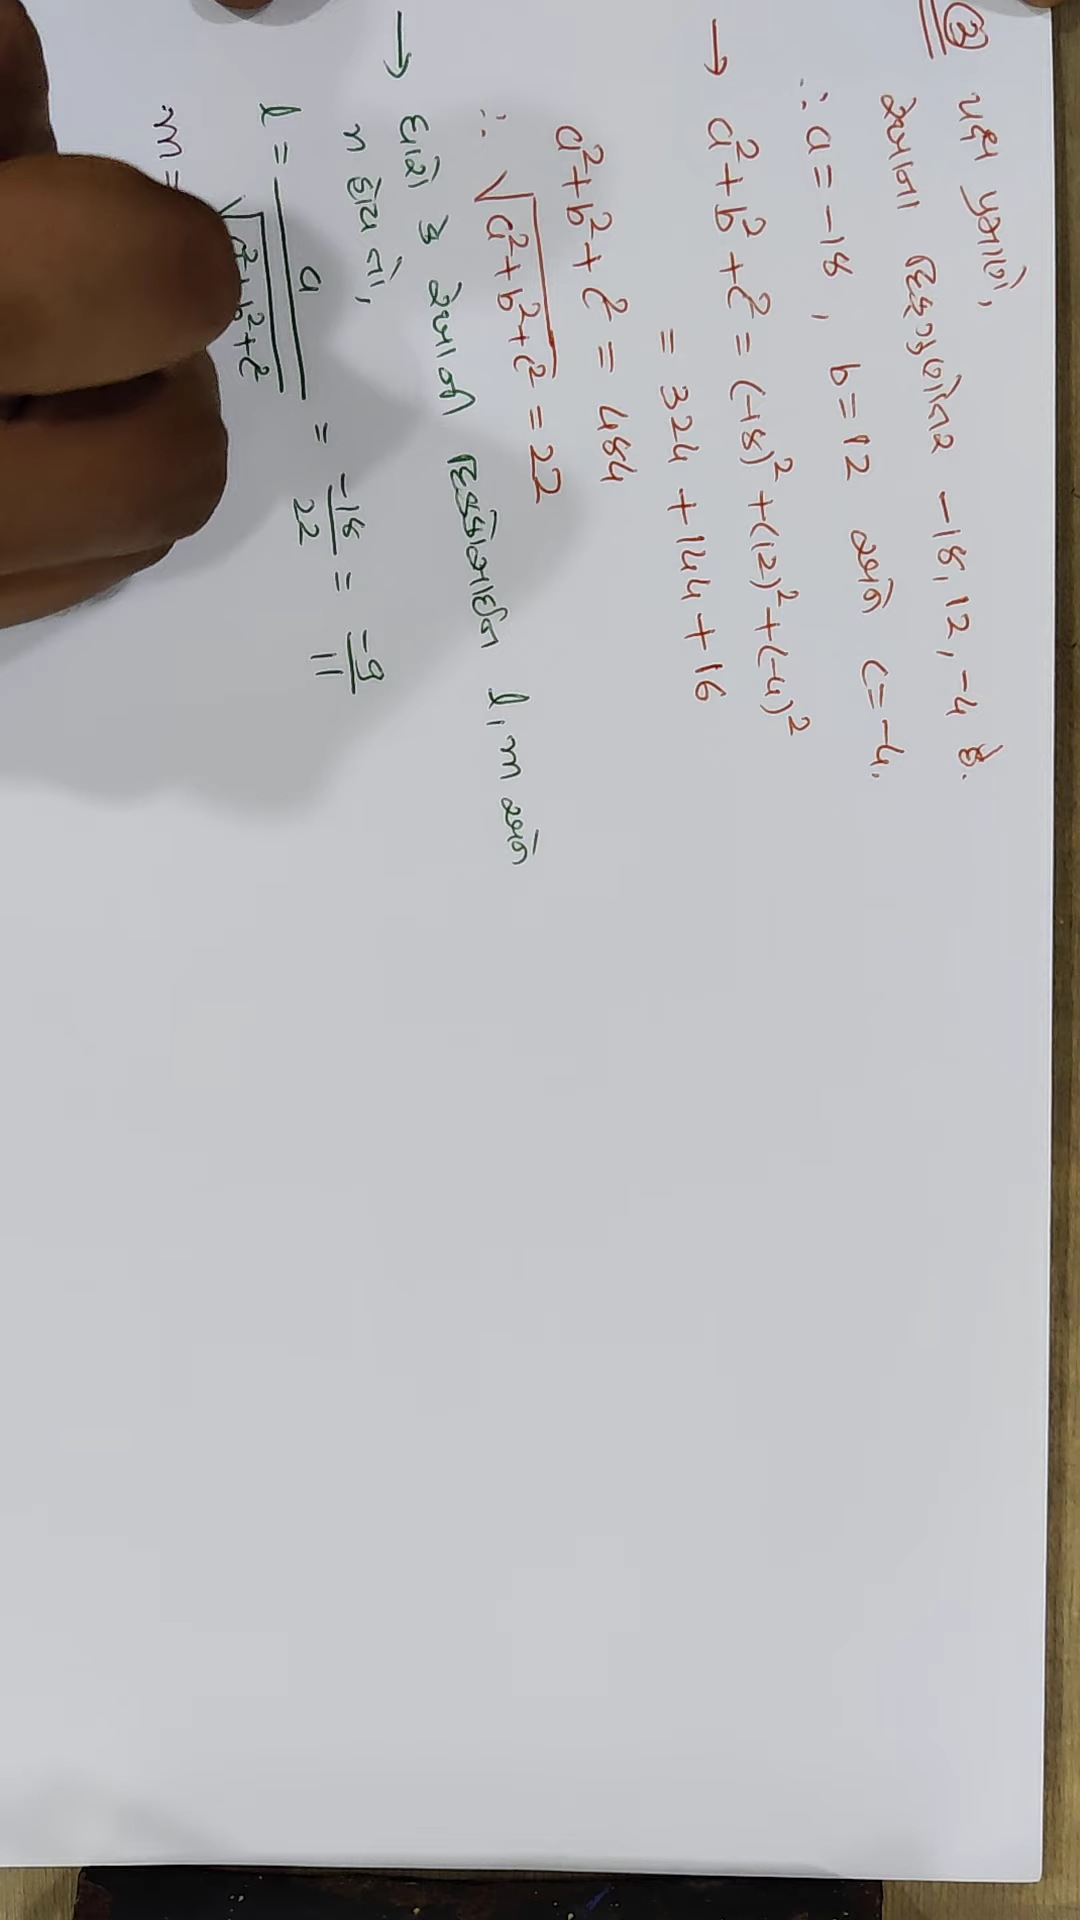 ② પક્ષ પ્રમાણે,
રેખાના દિક્ગુણોત્તર -18, 12, -4 છે.
∴ a = -18 , b = 12 અને c = -4.
→ a² + b² + c² = (-18)² + (12)² + (-4)²
= 324 + 144 + 16
a² + b² + c² = 484
∴ √(a² + b² + c²) = 22
→ ધારો કે રેખાની દિક્કોસાઈન l, m અને
n હોય તો,
l = a / √(a² + b² + c²) = -18/22 = -9/11
m =